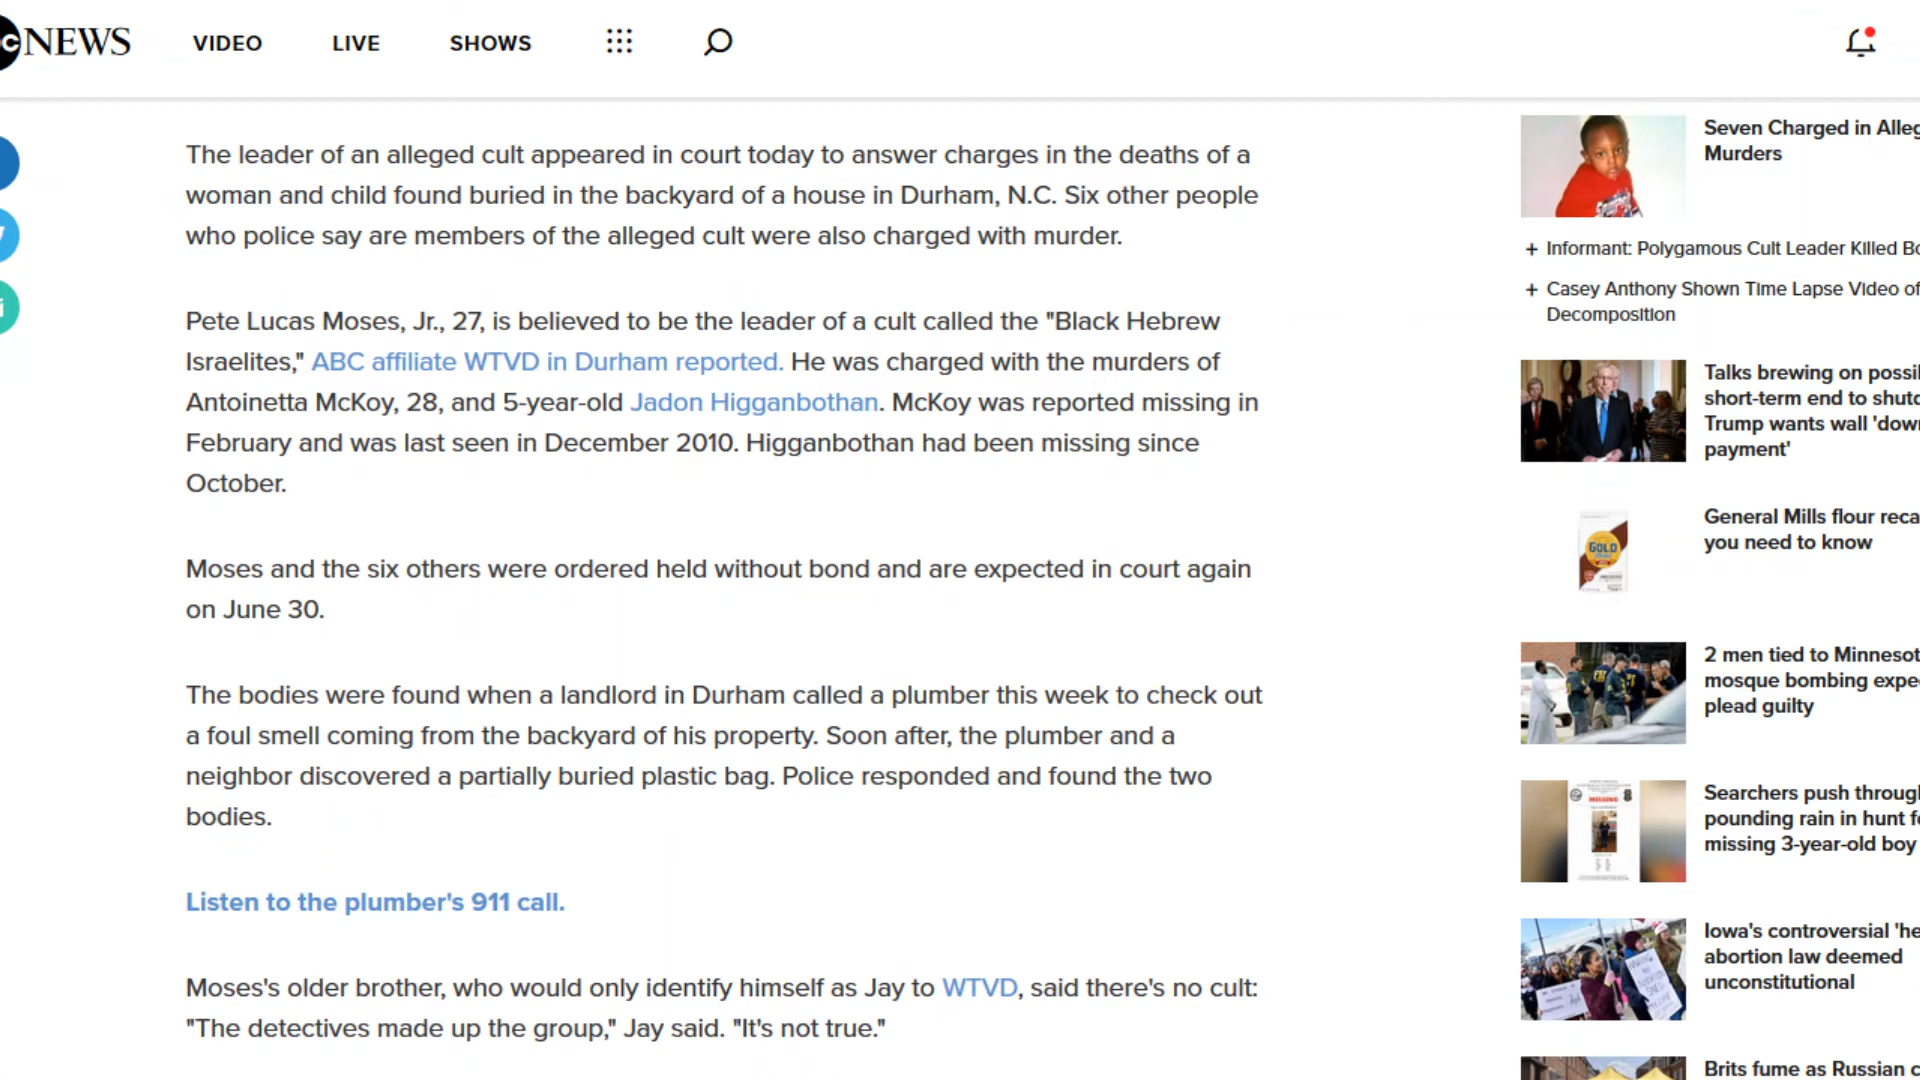 NEWS VIDEO LIVE SHOWS
The leader of an alleged cult appeared in court today to answer charges in the deaths of a
woman and child found buried in the backyard of a house in Durham, N.C. Six other people
who police say are members of the alleged cult were also charged with murder.
Pete Lucas Moses, Jr., 27, is believed to be the leader of a cult called the "Black Hebrew
Israelites," ABC affiliate WTVD in Durham reported. He was charged with the murders of
Antoinetta McKoy, 28, and 5-year-old Jadon Higganbothan. McKoy was reported missing in
February and was last seen in December 2010. Higganbothan had been missing since
October.
Moses and the six others were ordered held without bond and are expected in court again
on June 30.
The bodies were found when a landlord in Durham called a plumber this week to check out
a foul smell coming from the backyard of his property. Soon after, the plumber and a
neighbor discovered a partially buried plastic bag. Police responded and found the two
bodies.
Listen to the plumber's 911 call.
Moses's older brother, who would only identify himself as Jay to WTVD, said there's no cult:
"The detectives made up the group," Jay said. "It's not true."
Seven Charged in
Murders
+ Informant: Polygamous Cult Leader Killed
+ Casey Anthony Shown Time Lapse Video of
Decomposition
Talks brewing on
short-term end to
Trump wants wall
payment'
GOLD
General Mills flour
you need to know
2 men tied to
mosque bombing
plead guilty
MISSING
Searchers push
pounding rain in hunt
missing 3-year-old boy
Iowa's controversial
abortion law deemed
unconstitutional
Brits fume as Russian